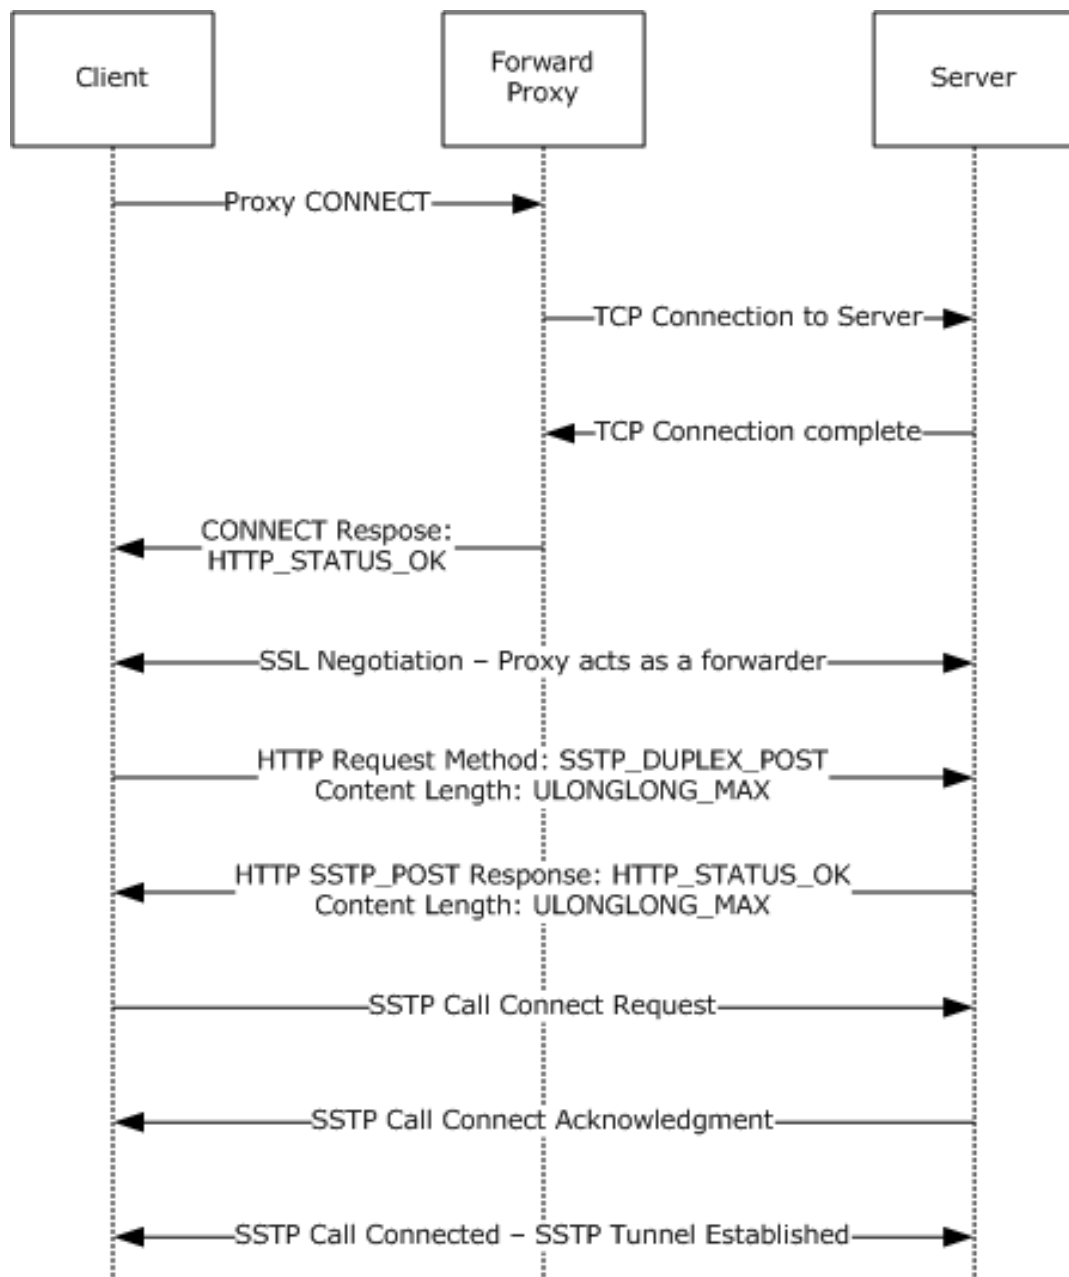 Client
Forward
Proxy
Server
Proxy CONNECT
TCP Connection to Server
TCP Connection complete
CONNECT Respose:
HTTP_STATUS_OK
SSL Negotiation – Proxy acts as a forwarder
HTTP Request Method: SSTP_DUPLEX_POST
Content Length: ULONGLONG_MAX
HTTP SSTP_POST Response: HTTP_STATUS_OK
Content Length: ULONGLONG_MAX
SSTP Call Connect Request
SSTP Call Connect Acknowledgment
SSTP Call Connected – SSTP Tunnel Established